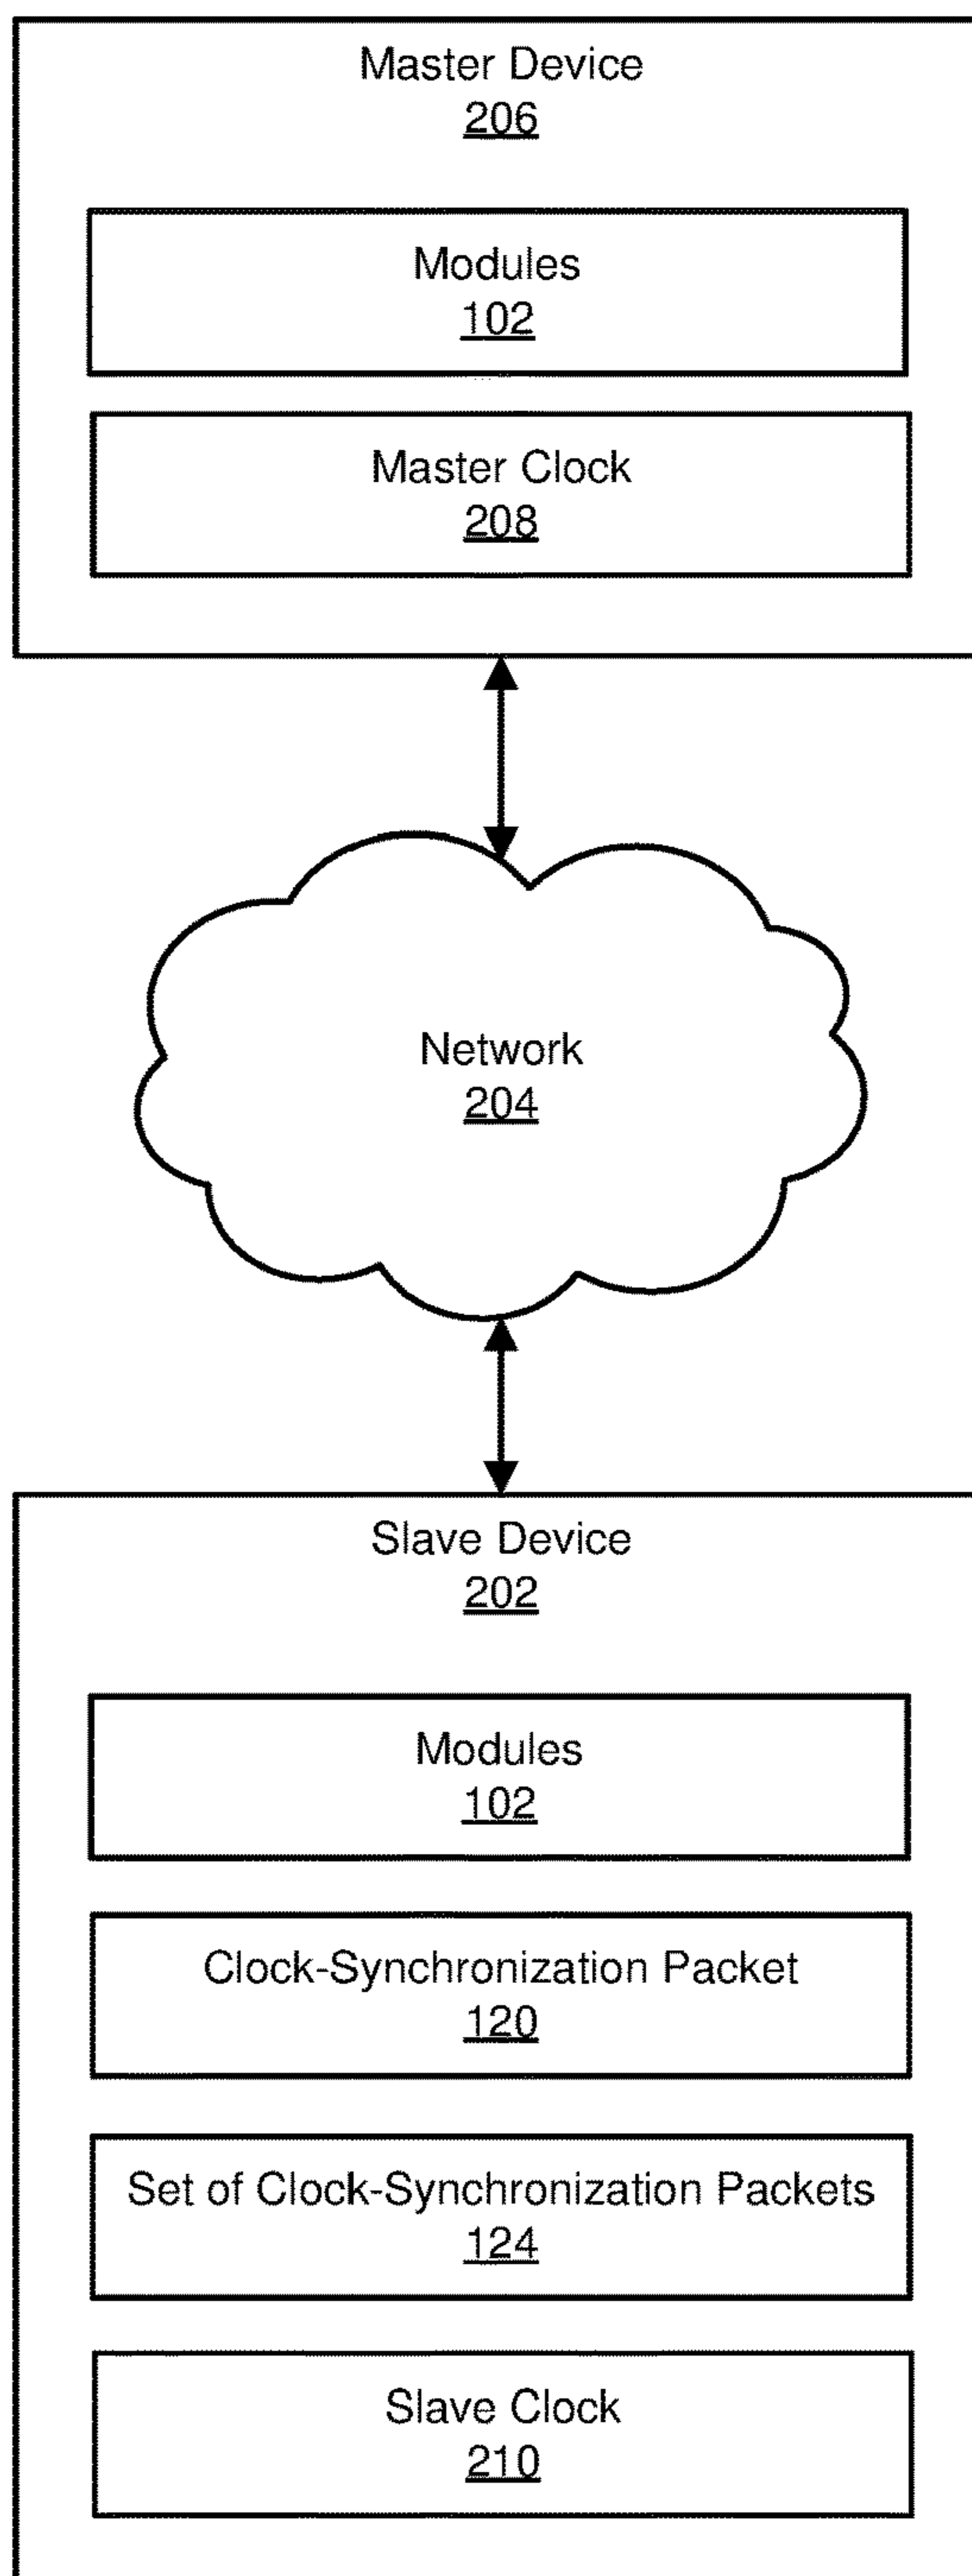 Master Device
206
Modules
102
Master Clock
208
Network
204
Slave Device
202
Modules
102
Clock-Synchronization Packet
120
Set of Clock-Synchronization Packets
124
Slave Clock
210